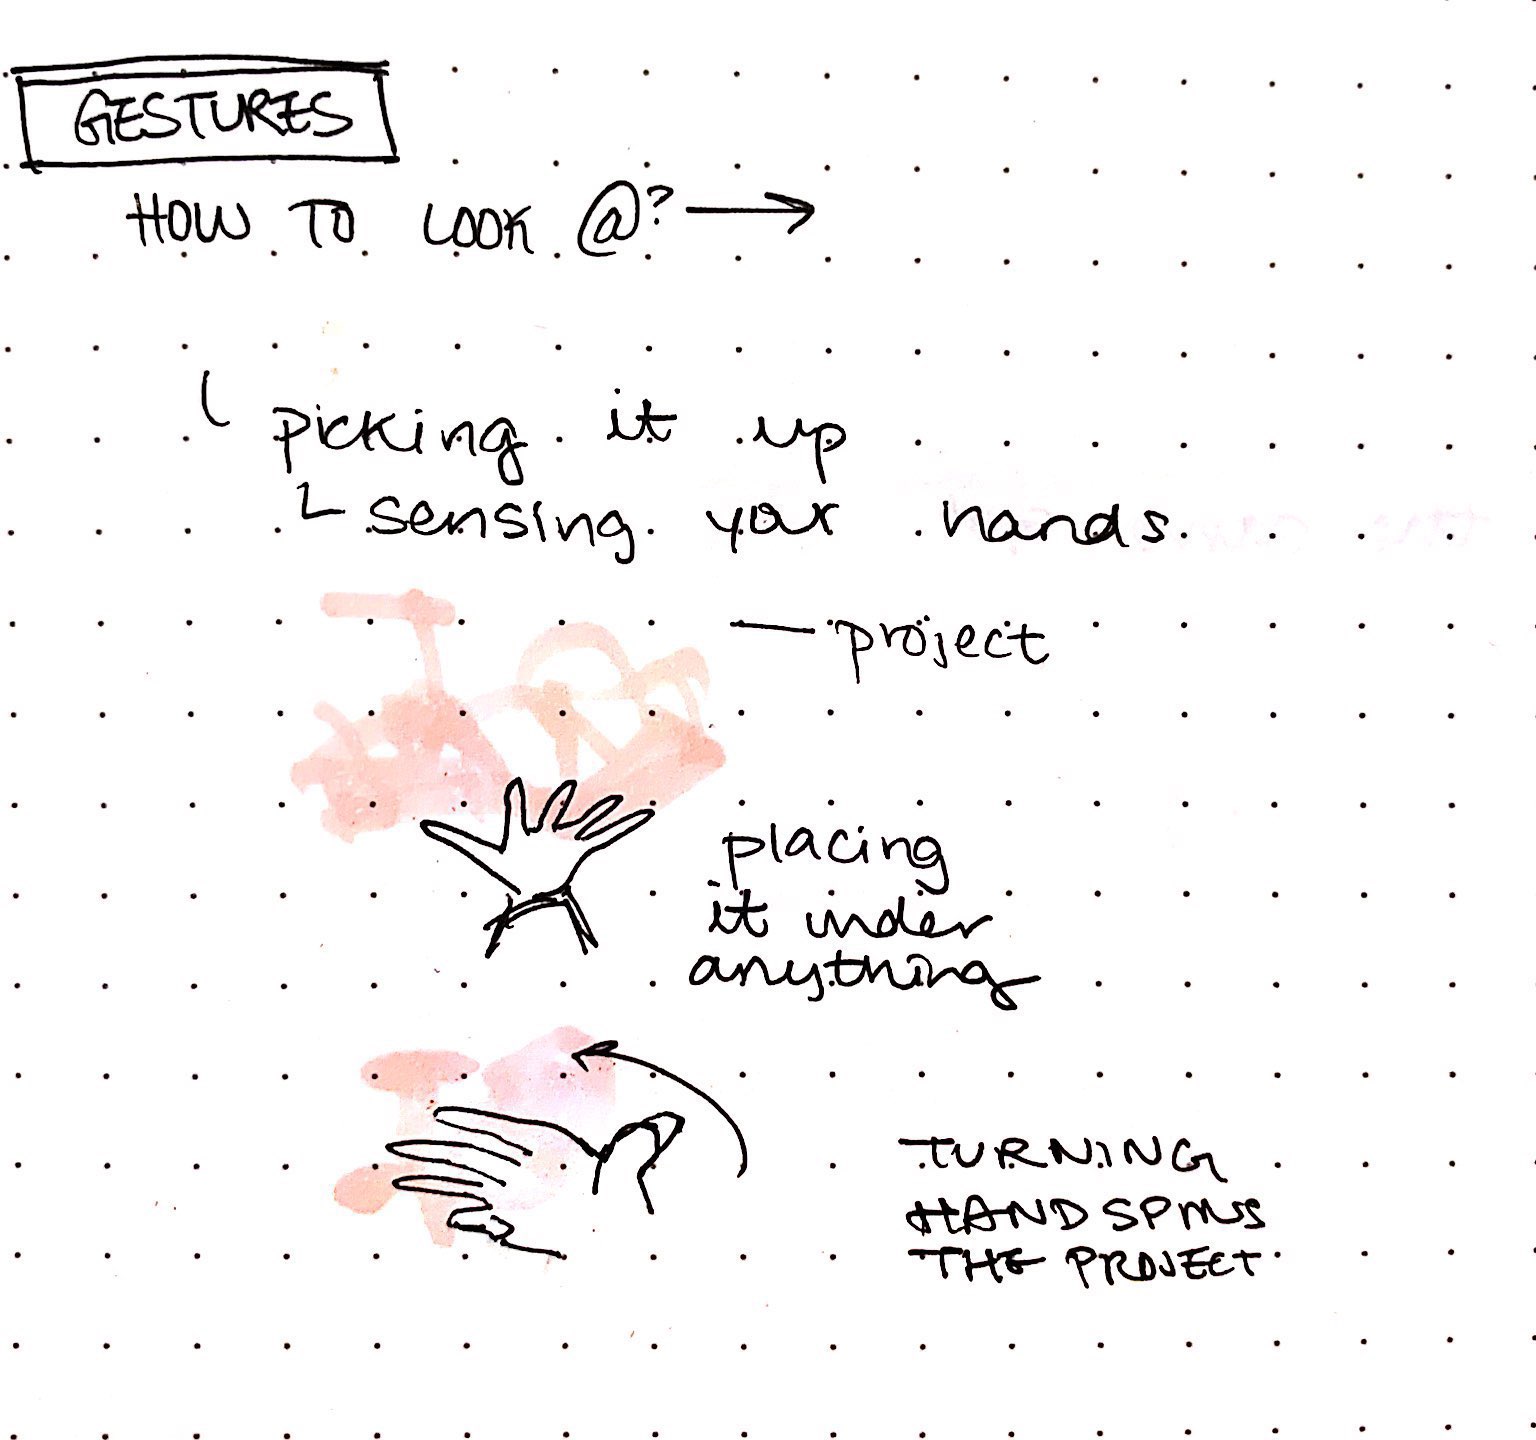 GESTURES
HOW TO LOOK @? →
picking it up
sensing your hands
— project
placing
it under
anything
TURNING
HAND SPINS
THE PROJECT